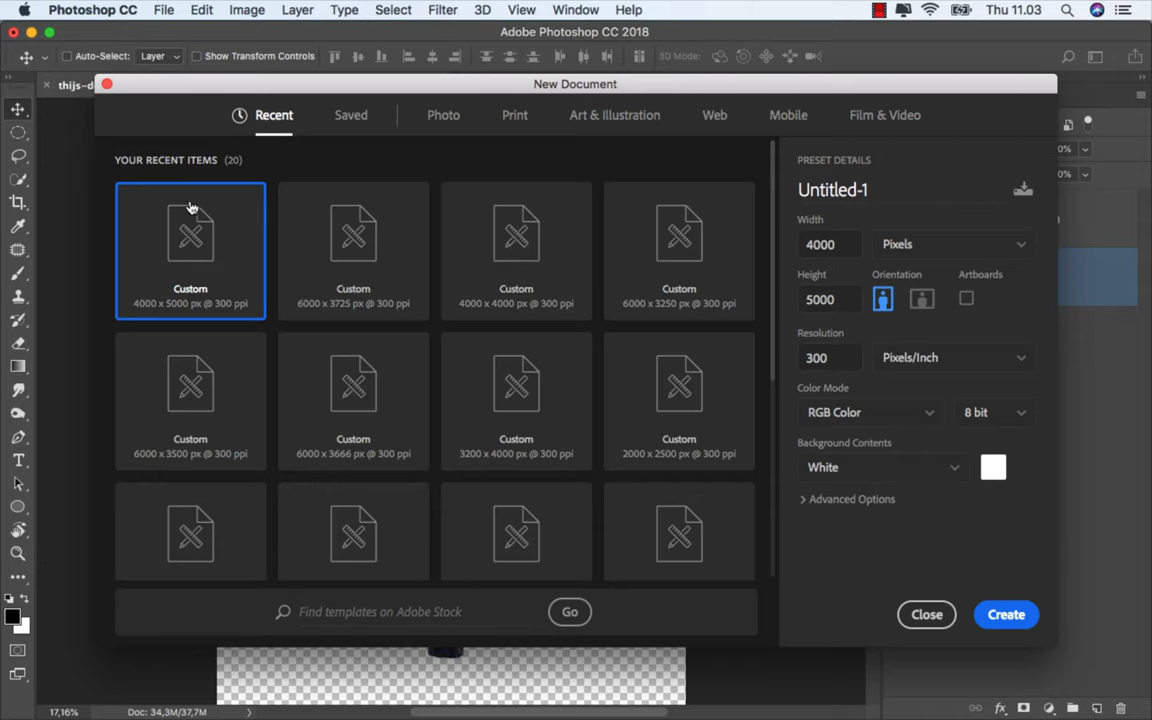 Photoshop CC File Edit Image Layer Type Select Filter 3D View Window Help Thu 11.03
Adobe Photoshop CC 2018
Auto-Select: Layer Show Transform Controls 3D Mode:
thijs-d
New Document
Recent Saved Photo Print Art & Illustration Web Mobile Film & Video
YOUR RECENT ITEMS (20)
Custom
4000 x 5000 px @ 300 ppi
Custom
6000 x 3725 px @ 300 ppi
Custom
4000 x 4000 px @ 300 ppi
Custom
6000 x 3250 px @ 300 ppi
Custom
6000 x 3500 px @ 300 ppi
Custom
6000 x 3666 px @ 300 ppi
Custom
3200 x 4000 px @ 300 ppi
Custom
2000 x 2500 px @ 300 ppi
Find templates on Adobe Stock Go
PRESET DETAILS
Untitled-1
Width
4000 Pixels
Height Orientation Artboards
5000
Resolution
300 Pixels/Inch
Color Mode
RGB Color 8 bit
Background Contents
White
Advanced Options
Close Create
17,16% Doc: 34,3M/37,7M